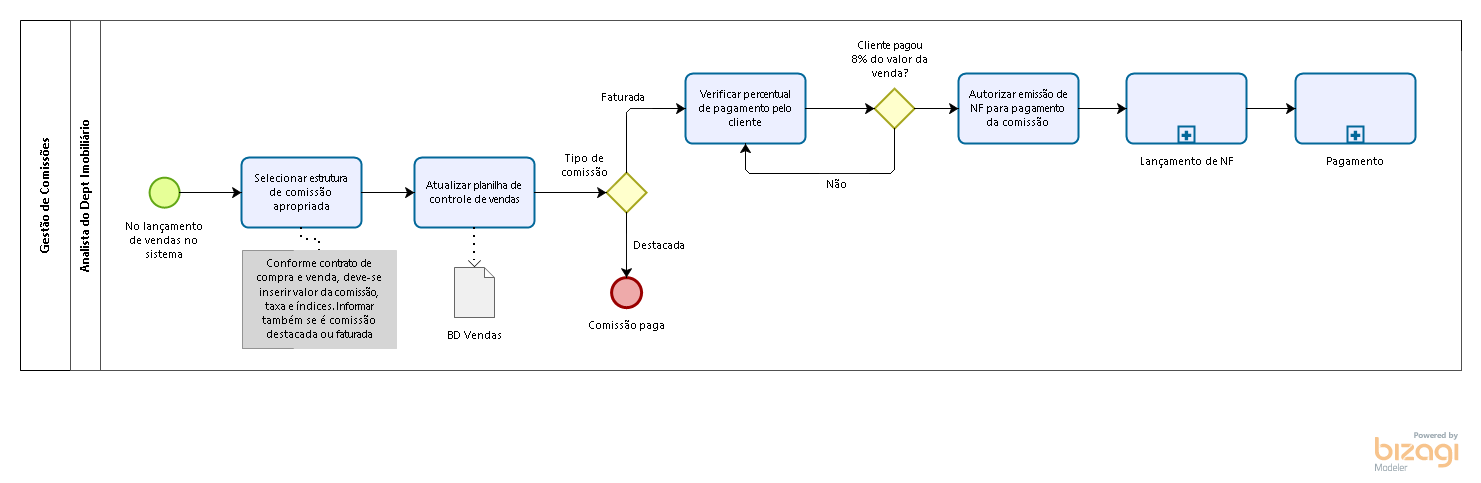 Gestão de Comissões
Analista do Dept Imobiliário
No lançamento
de vendas no
sistema
Selecionar estrutura
de comissão
apropriada
Conforme contrato de
compra e venda, deve-se
inserir valor da comissão,
taxa e índices. Informar
também se é comissão
destacada ou faturada
Atualizar planilha de
controle de vendas
BD Vendas
Tipo de
comissão
Faturada
Destacada
Comissão paga
Verificar percentual
de pagamento pelo
cliente
Cliente pagou
8% do valor da
venda?
Não
Autorizar emissão de
NF para pagamento
da comissão
Lançamento de NF
Pagamento
Powered by
bizagi
Modeler